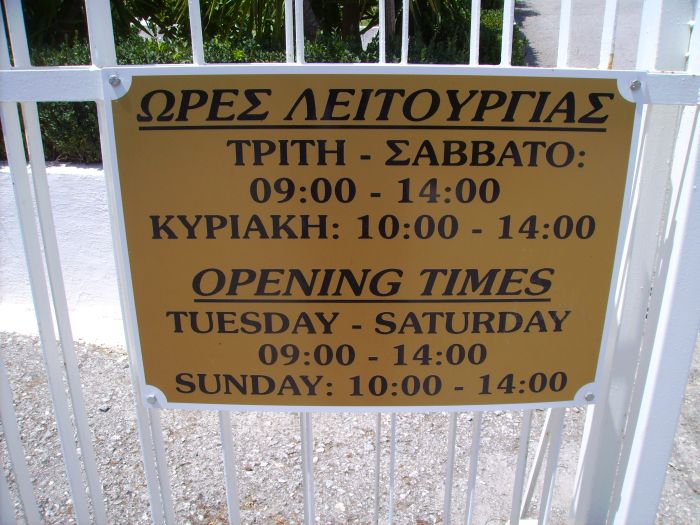 ΩΡΕΣ ΛΕΙΤΟΥΡΓΙΑΣ
ΤΡΙΤΗ - ΣΑΒΒΑΤΟ:
09:00 - 14:00
ΚΥΡΙΑΚΗ: 10:00 - 14:00
OPENING TIMES
TUESDAY - SATURDAY
09:00 - 14:00
SUNDAY: 10:00 - 14:00